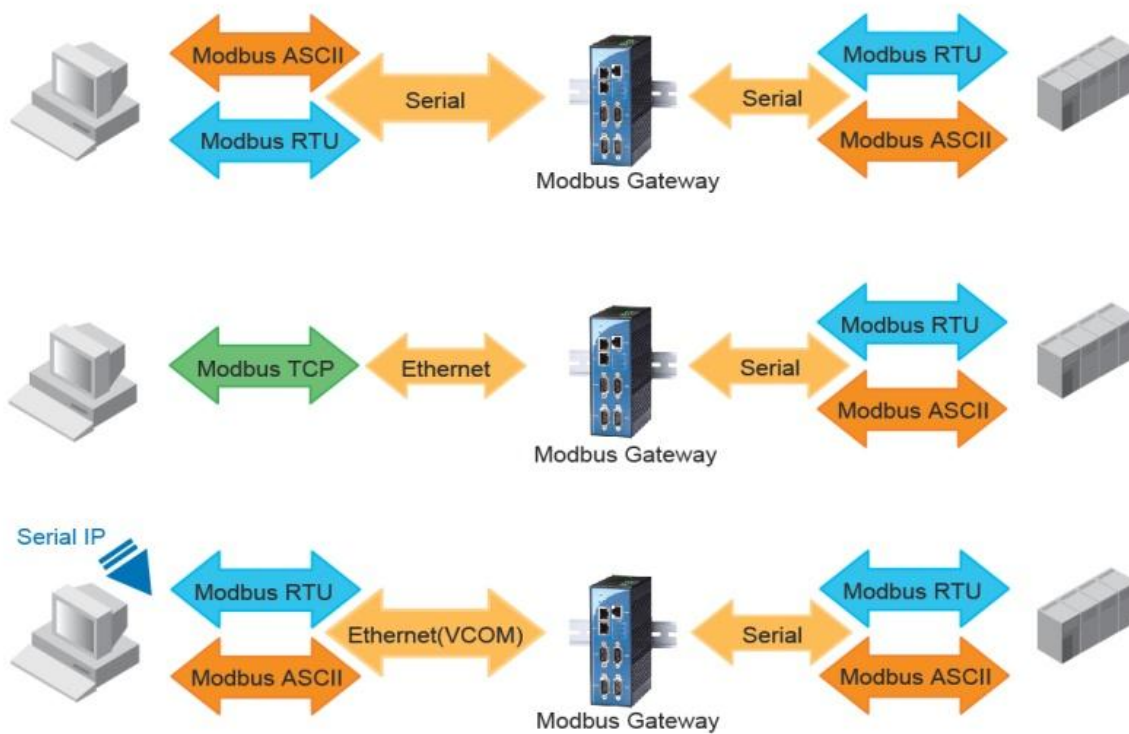 Modbus ASCII
Modbus RTU
Serial
Modbus Gateway
Serial
Modbus RTU
Modbus ASCII
Modbus TCP
Ethernet
Modbus Gateway
Serial
Modbus RTU
Modbus ASCII
Serial IP
Modbus RTU
Modbus ASCII
Ethernet(VCOM)
Modbus Gateway
Serial
Modbus RTU
Modbus ASCII